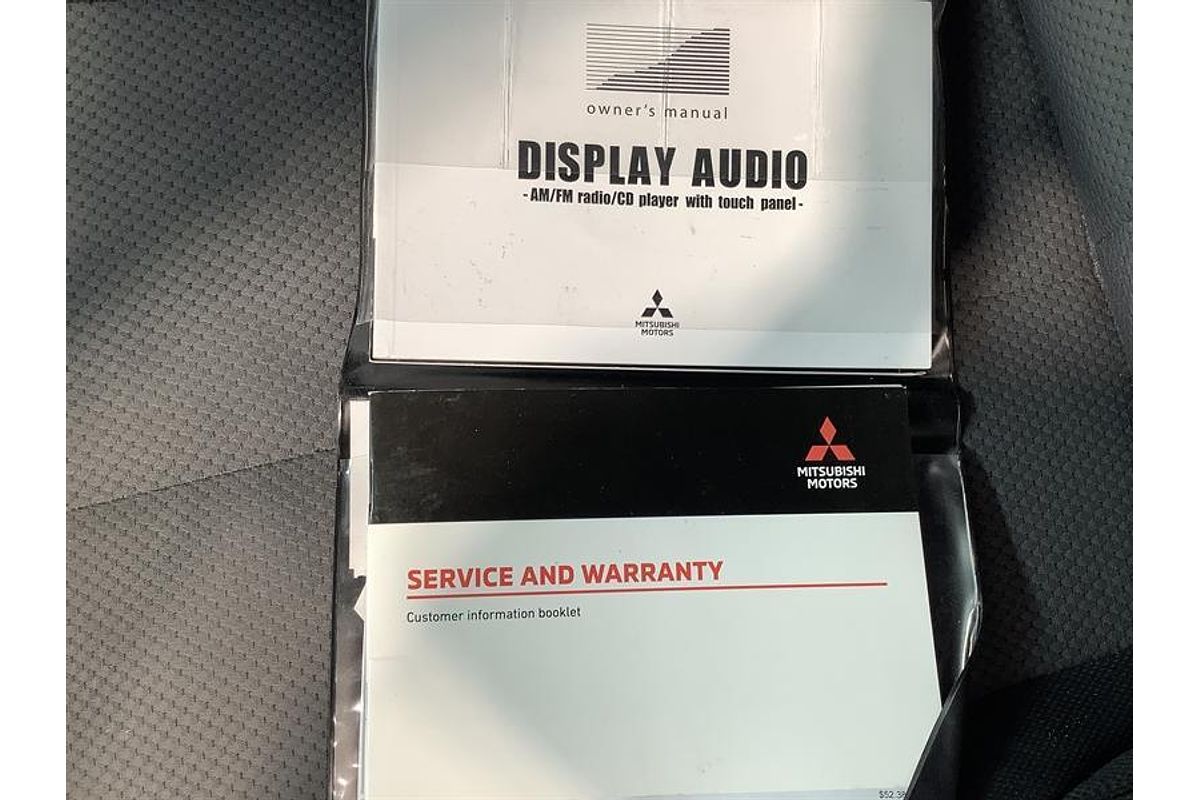 owner's manual
DISPLAY AUDIO
- AM/FM radio/CD player with touch panel -
MITSUBISHI
MOTORS
MITSUBISHI
MOTORS
SERVICE AND WARRANTY
Customer information booklet